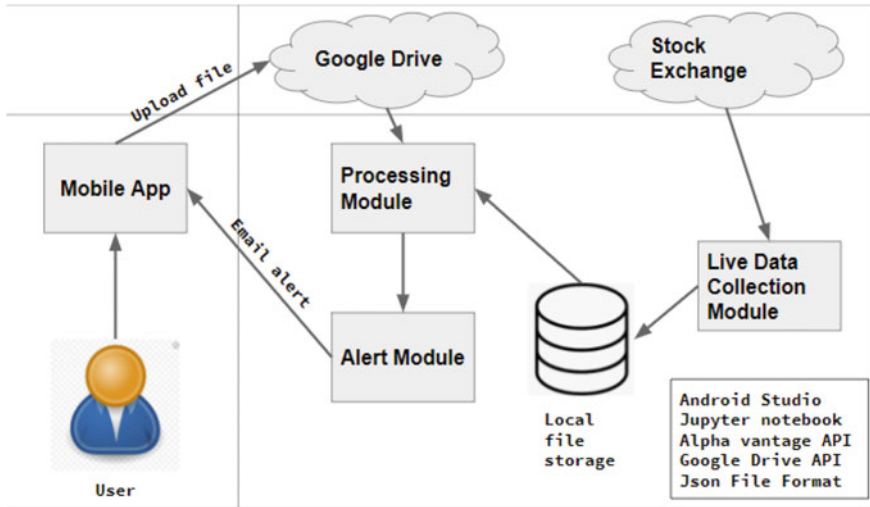 Google Drive
Stock
Exchange
Upload file
Mobile App
Processing
Module
Email alert
Live Data
Collection
Module
Alert Module
Local
file
storage
User
Android Studio
Jupyter notebook
Alpha vantage API
Google Drive API
Json File Format